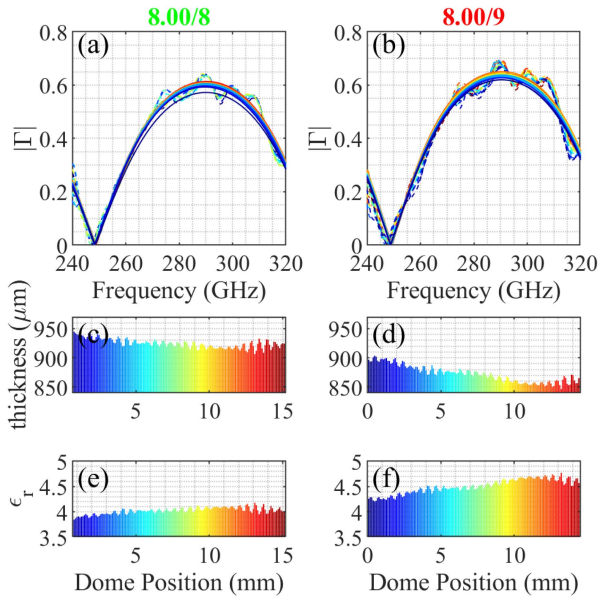 8.00/8 8.00/9
(a) (b)
0.8 0.8
0.6 0.6
|Γ| |Γ|
0.4 0.4
0.2 0.2
0 0
240 260 280 300 320 240 260 280 300 320
Frequency (GHz) Frequency (GHz)
thickness (μm)
950 950
(c) (d)
900 900
850 850
5 10 15 0 5 10
5 5
(e) (f)
4.5 4.5
ϵr
4 4
3.5 3.5
5 10 15 0 5 10
Dome Position (mm) Dome Position (mm)